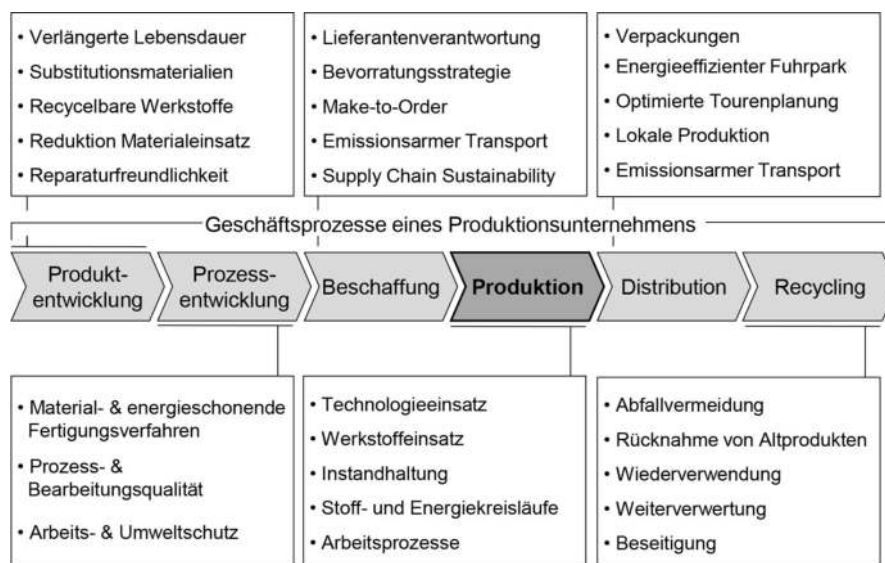 • Verlängerte Lebensdauer
• Substitutionsmaterialien
• Recycelbare Werkstoffe
• Reduktion Materialeinsatz
• Reparaturfreundlichkeit
• Lieferantenverantwortung
• Bevorratungsstrategie
• Make-to-Order
• Emissionsarmer Transport
• Supply Chain Sustainability
• Verpackungen
• Energieeffizienter Fuhrpark
• Optimierte Tourenplanung
• Lokale Produktion
• Emissionsarmer Transport
Geschäftsprozesse eines Produktionsunternehmens
Produkt-
entwicklung
Prozess-
entwicklung
Beschaffung
Produktion
Distribution
Recycling
• Material- & energieschonende
Fertigungsverfahren
• Prozess- &
Bearbeitungsqualität
• Arbeits- & Umweltschutz
• Technologieeinsatz
• Werkstoffeinsatz
• Instandhaltung
• Stoff- und Energiekreisläufe
• Arbeitsprozesse
• Abfallvermeidung
• Rücknahme von Altprodukten
• Wiederverwendung
• Weiterverwertung
• Beseitigung